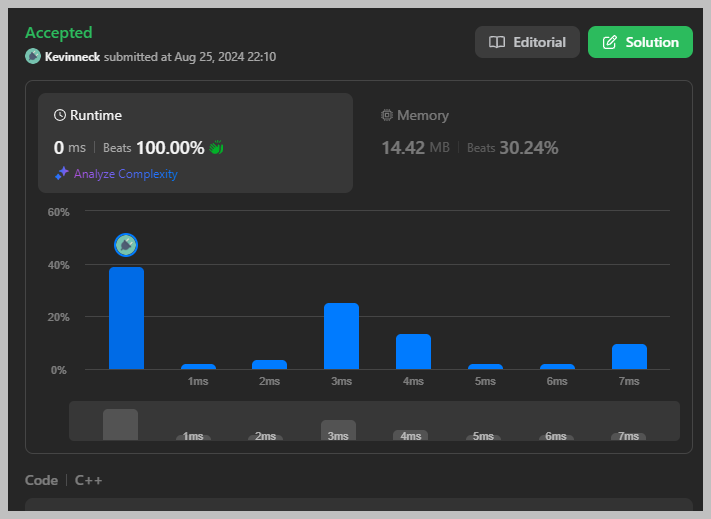 Accepted
Editorial
Solution
Kevinneck submitted at Aug 25, 2024 22:10
Runtime
Memory
0 ms | Beats 100.00%
14.42 MB | Beats 30.24%
Analyze Complexity
60%
40%
20%
0%
1ms 2ms 3ms 4ms 5ms 6ms 7ms
1ms 2ms 3ms 4ms 5ms 6ms 7ms
Code | C++